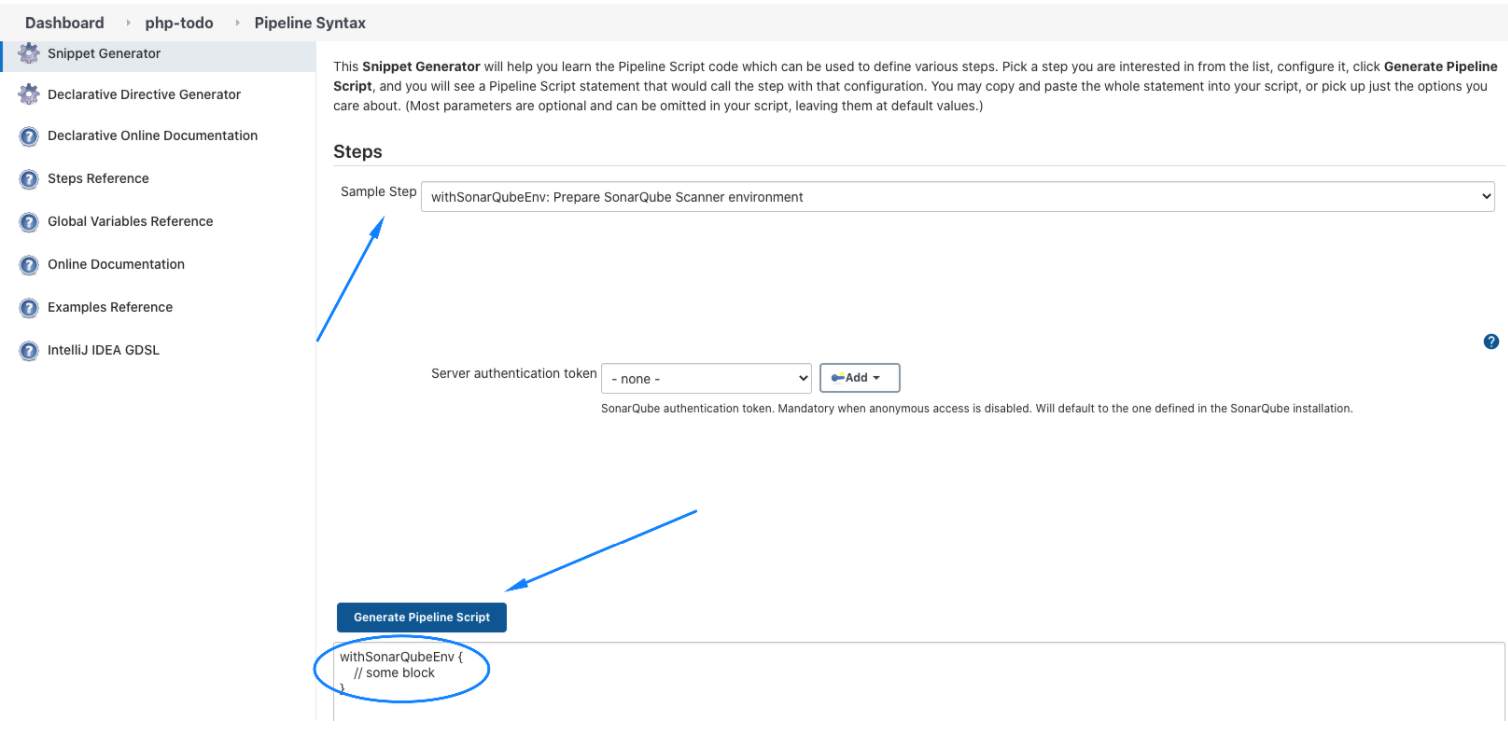 Dashboard › php-todo › Pipeline Syntax
Snippet Generator
Declarative Directive Generator
Declarative Online Documentation
Steps Reference
Global Variables Reference
Online Documentation
Examples Reference
IntelliJ IDEA GDSL
This Snippet Generator will help you learn the Pipeline Script code which can be used to define various steps. Pick a step you are interested in from the list, configure it, click Generate Pipeline
Script, and you will see a Pipeline Script statement that would call the step with that configuration. You may copy and paste the whole statement into your script, or pick up just the options you
care about. (Most parameters are optional and can be omitted in your script, leaving them at default values.)
Steps
Sample Step
withSonarQubeEnv: Prepare SonarQube Scanner environment
?
Server authentication token
- none -
Add
SonarQube authentication token. Mandatory when anonymous access is disabled. Will default to the one defined in the SonarQube installation.
Generate Pipeline Script
withSonarQubeEnv {
// some block
}